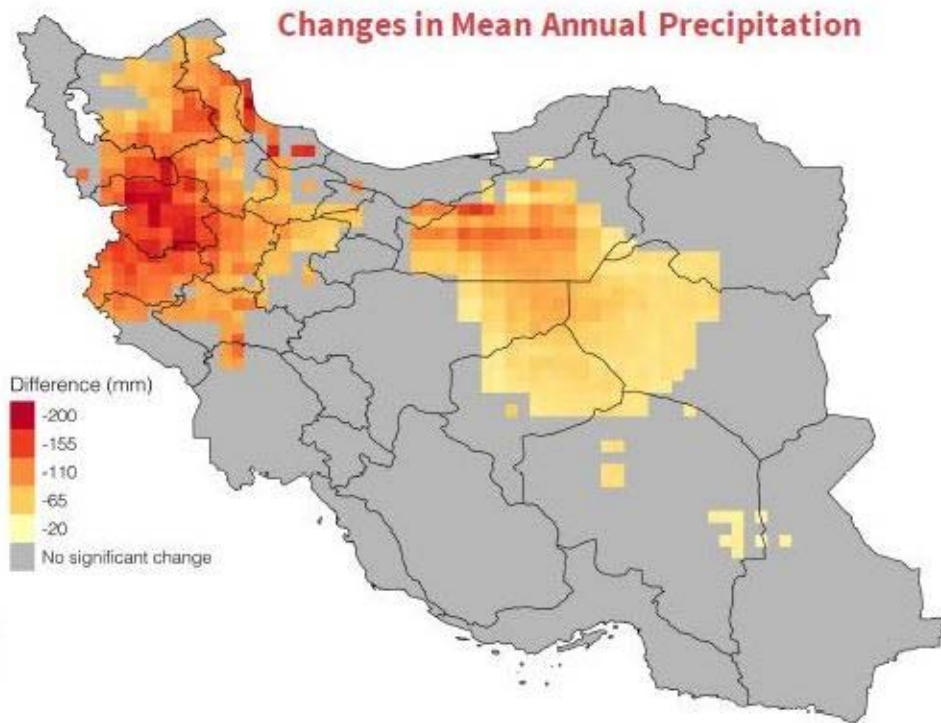 Changes in Mean Annual Precipitation
Difference (mm)
-200
-155
-110
-65
-20
No significant change